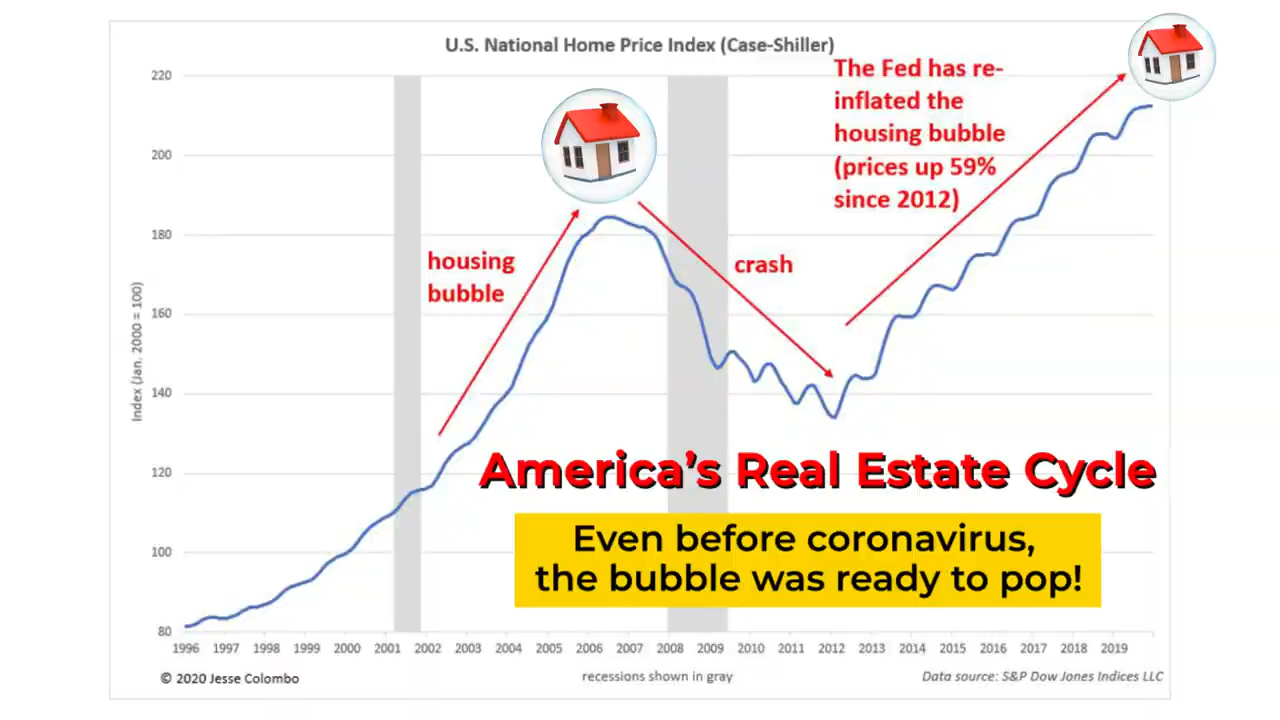 U.S. National Home Price Index (Case-Shiller)
The Fed has re-
inflated the
housing bubble
(prices up 59%
since 2012)
housing
bubble
crash
Index (Jan. 2000 = 100)
220
200
180
160
140
120
100
80
America’s Real Estate Cycle
Even before coronavirus,
the bubble was ready to pop!
1996 1997 1998 1999 2000 2001 2002 2003 2004 2005 2006 2007 2008 2009 2010 2011 2012 2013 2014 2015 2016 2017 2018 2019
© 2020 Jesse Colombo
recessions shown in gray
Data source: S&P Dow Jones Indices LLC